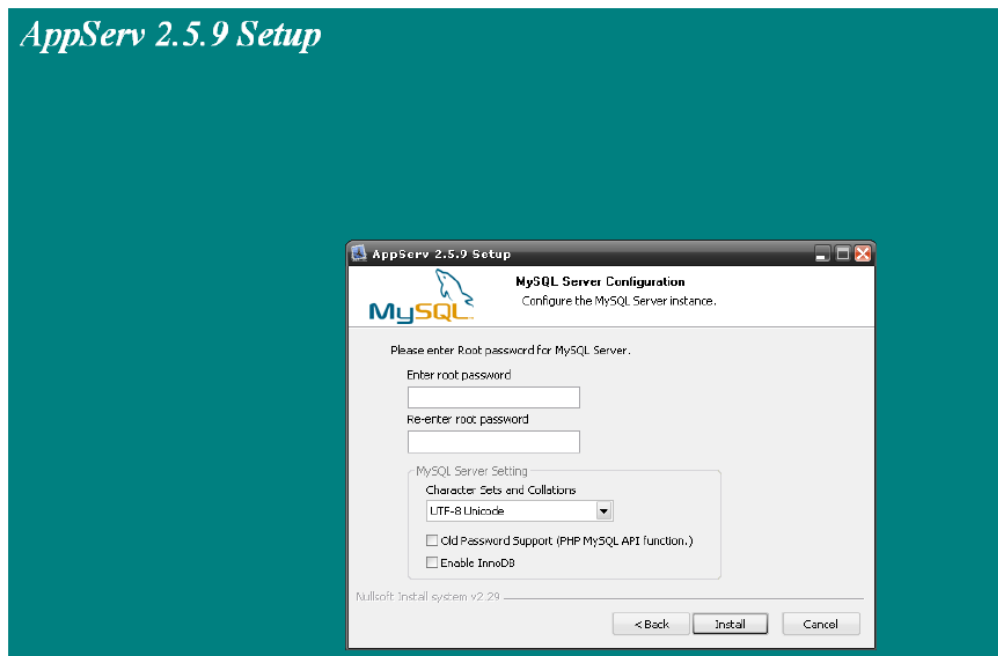 AppServ 2.5.9 Setup
AppServ 2.5.9 Setup
MySQL
MySQL Server Configuration
Configure the MySQL Server instance.
Please enter Root password for MySQL Server.
Enter root password
Re-enter root password
MySQL Server Setting
Character Sets and Collations
UTF-8 Unicode
Old Password Support (PHP MySQL API function.)
Enable InnoDB
Nullsoft Install system v2.29
< Back
Install
Cancel